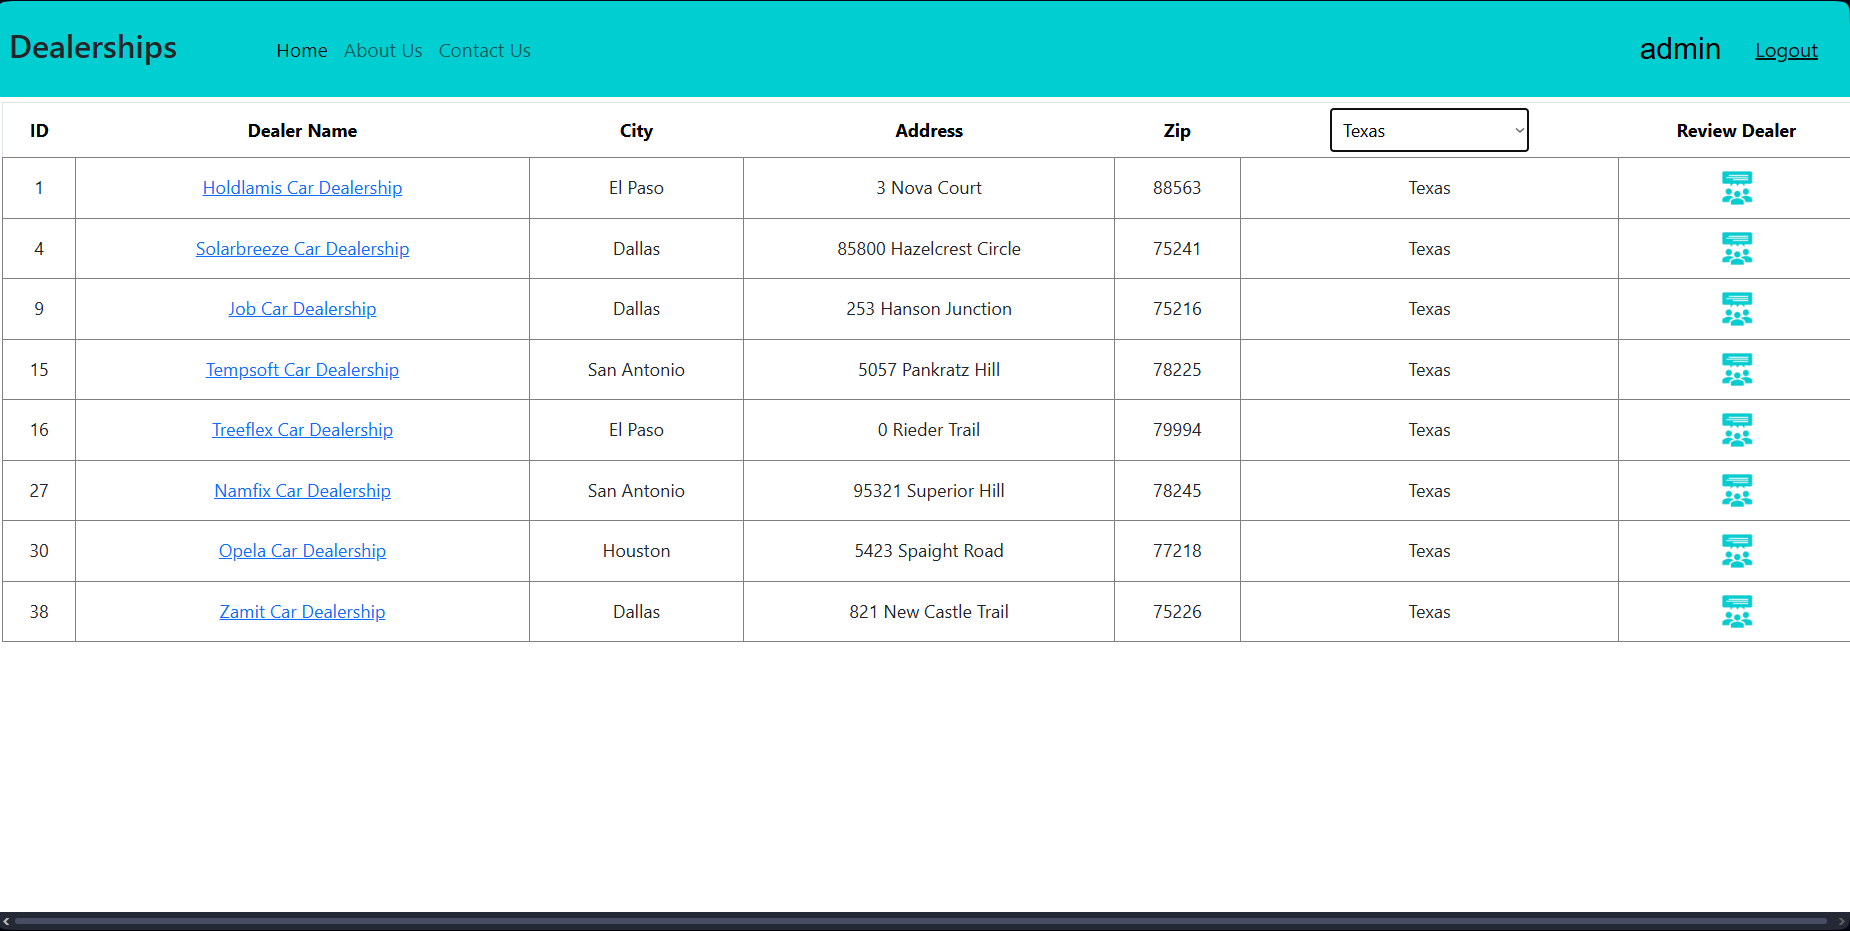 Dealerships Home About Us Contact Us admin Logout
ID Dealer Name City Address Zip Texas Review Dealer
1 Holdlamis Car Dealership El Paso 3 Nova Court 88563 Texas
4 Solarbreeze Car Dealership Dallas 85800 Hazelcrest Circle 75241 Texas
9 Job Car Dealership Dallas 253 Hanson Junction 75216 Texas
15 Tempsoft Car Dealership San Antonio 5057 Pankratz Hill 78225 Texas
16 Treeflex Car Dealership El Paso 0 Rieder Trail 79994 Texas
27 Namfix Car Dealership San Antonio 95321 Superior Hill 78245 Texas
30 Opela Car Dealership Houston 5423 Spaight Road 77218 Texas
38 Zamit Car Dealership Dallas 821 New Castle Trail 75226 Texas